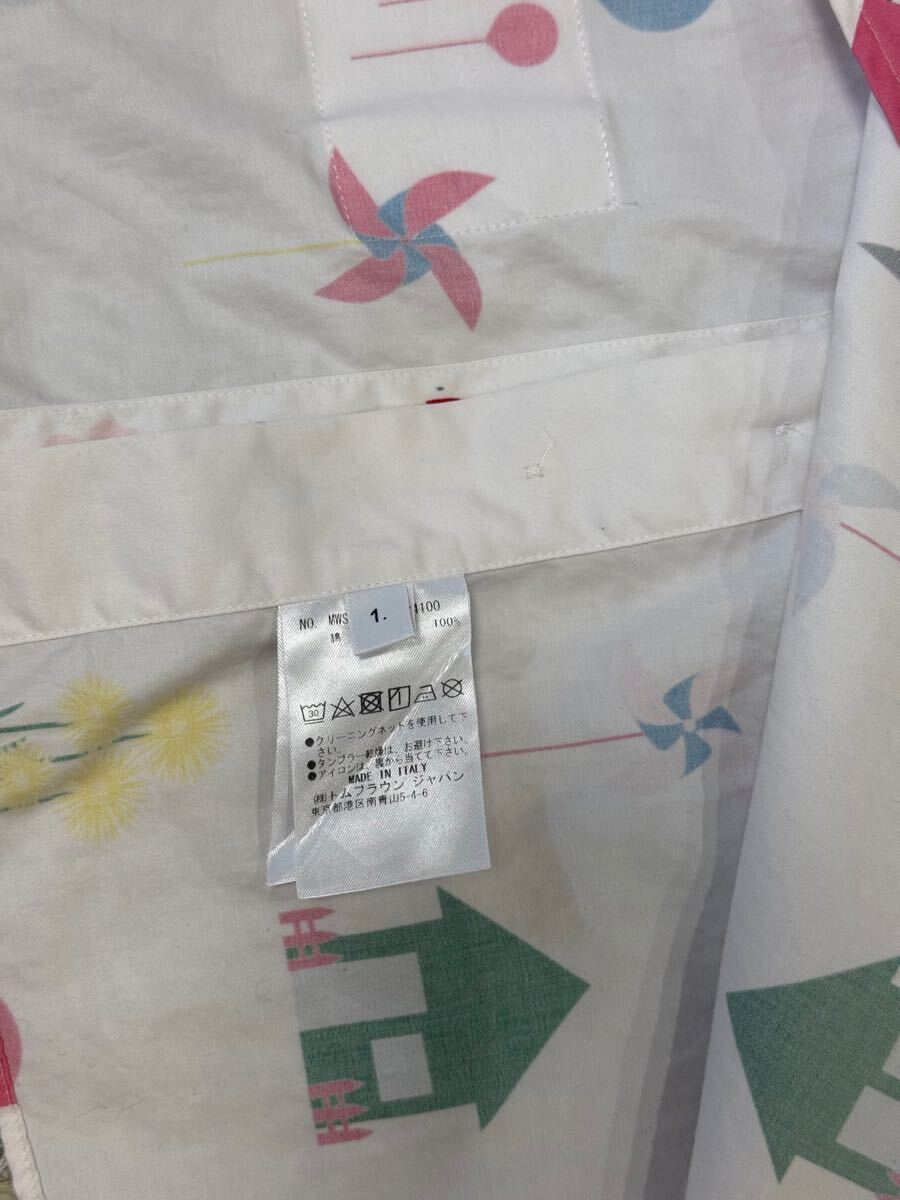 NO. MWS 4100
1.
綿 100%
30
●クリーニングネットを使用して下
さい。
●タンブラー乾燥は、お避け下さい。
●アイロンは、裏から当てて下さい。
MADE IN ITALY
(株)トムブラウン ジャパン
東京都港区南青山5-4-6